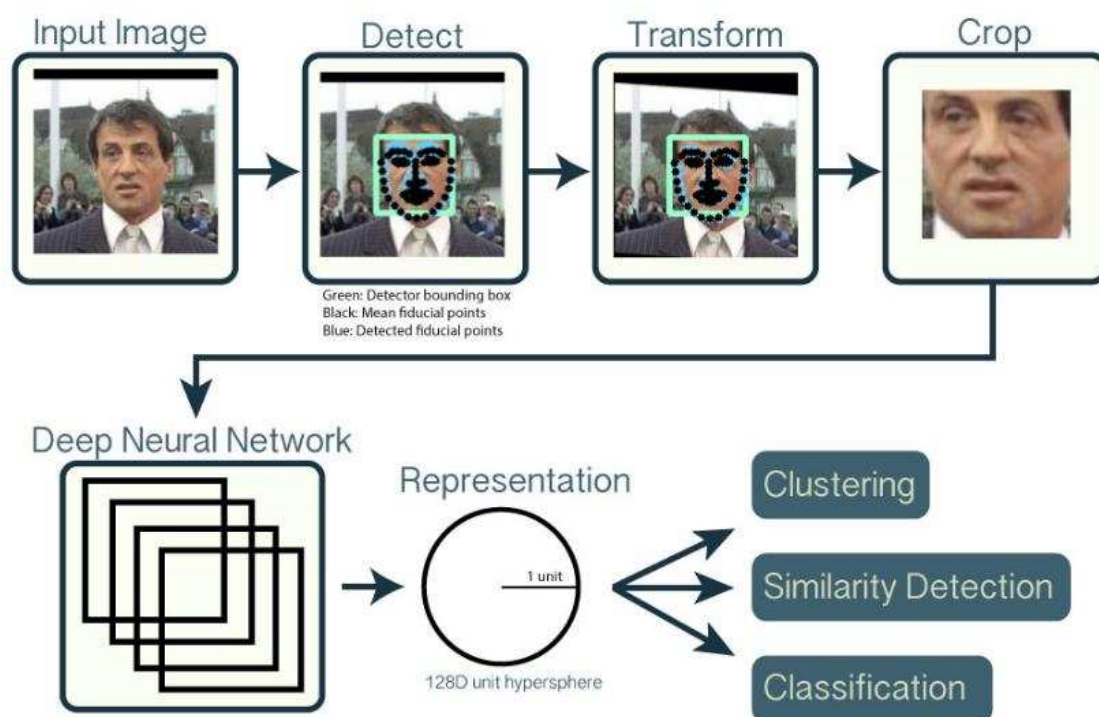 Input Image
Detect
Transform
Crop
Green: Detector bounding box
Black: Mean fiducial points
Blue: Detected fiducial points
Deep Neural Network
Representation
1 unit
128D unit hypersphere
Clustering
Similarity Detection
Classification